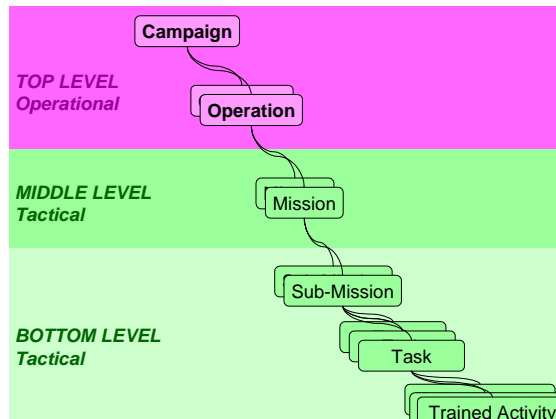 Campaign
TOP LEVEL
Operational
Operation
MIDDLE LEVEL
Tactical
Mission
Sub-Mission
BOTTOM LEVEL
Tactical
Task
Trained Activity